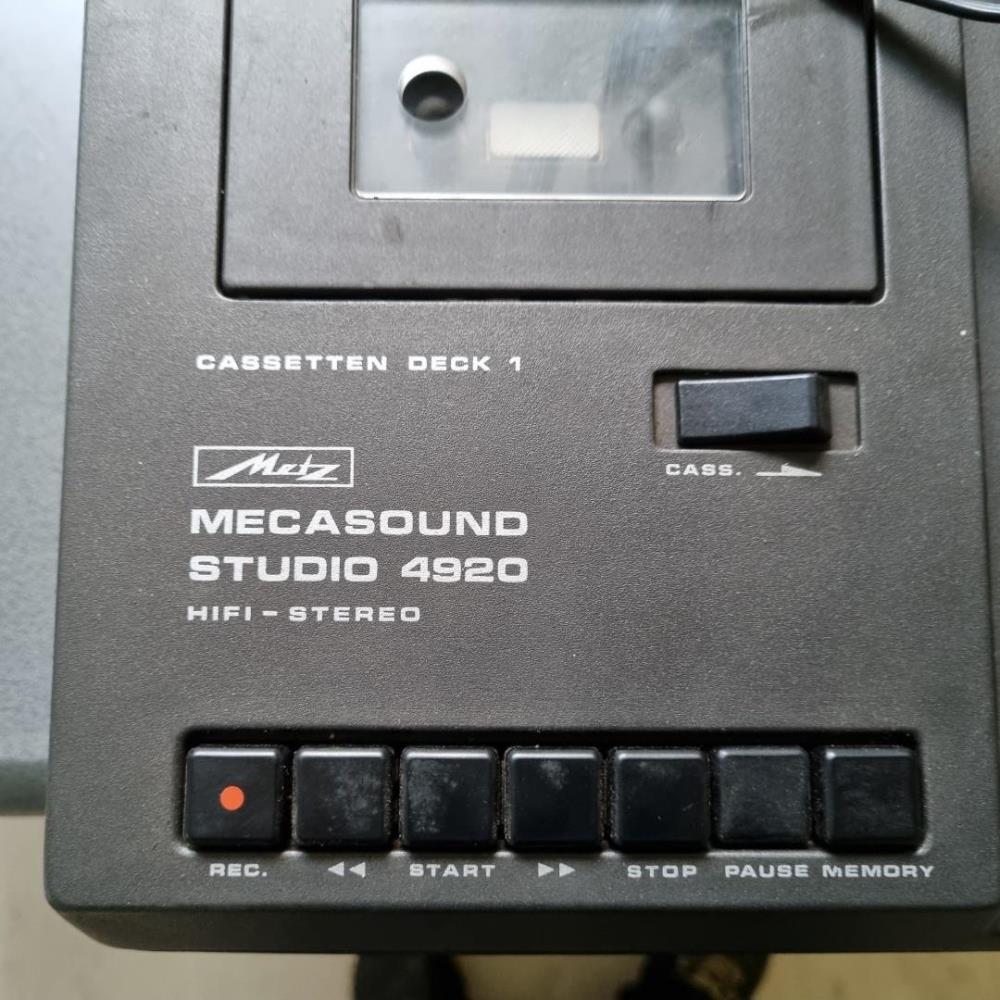 CASSETTEN DECK 1
CASS.
Metz
MECASOUND
STUDIO 4920
HIFI - STEREO
REC. ◀◀ START ▶▶ STOP PAUSE MEMORY